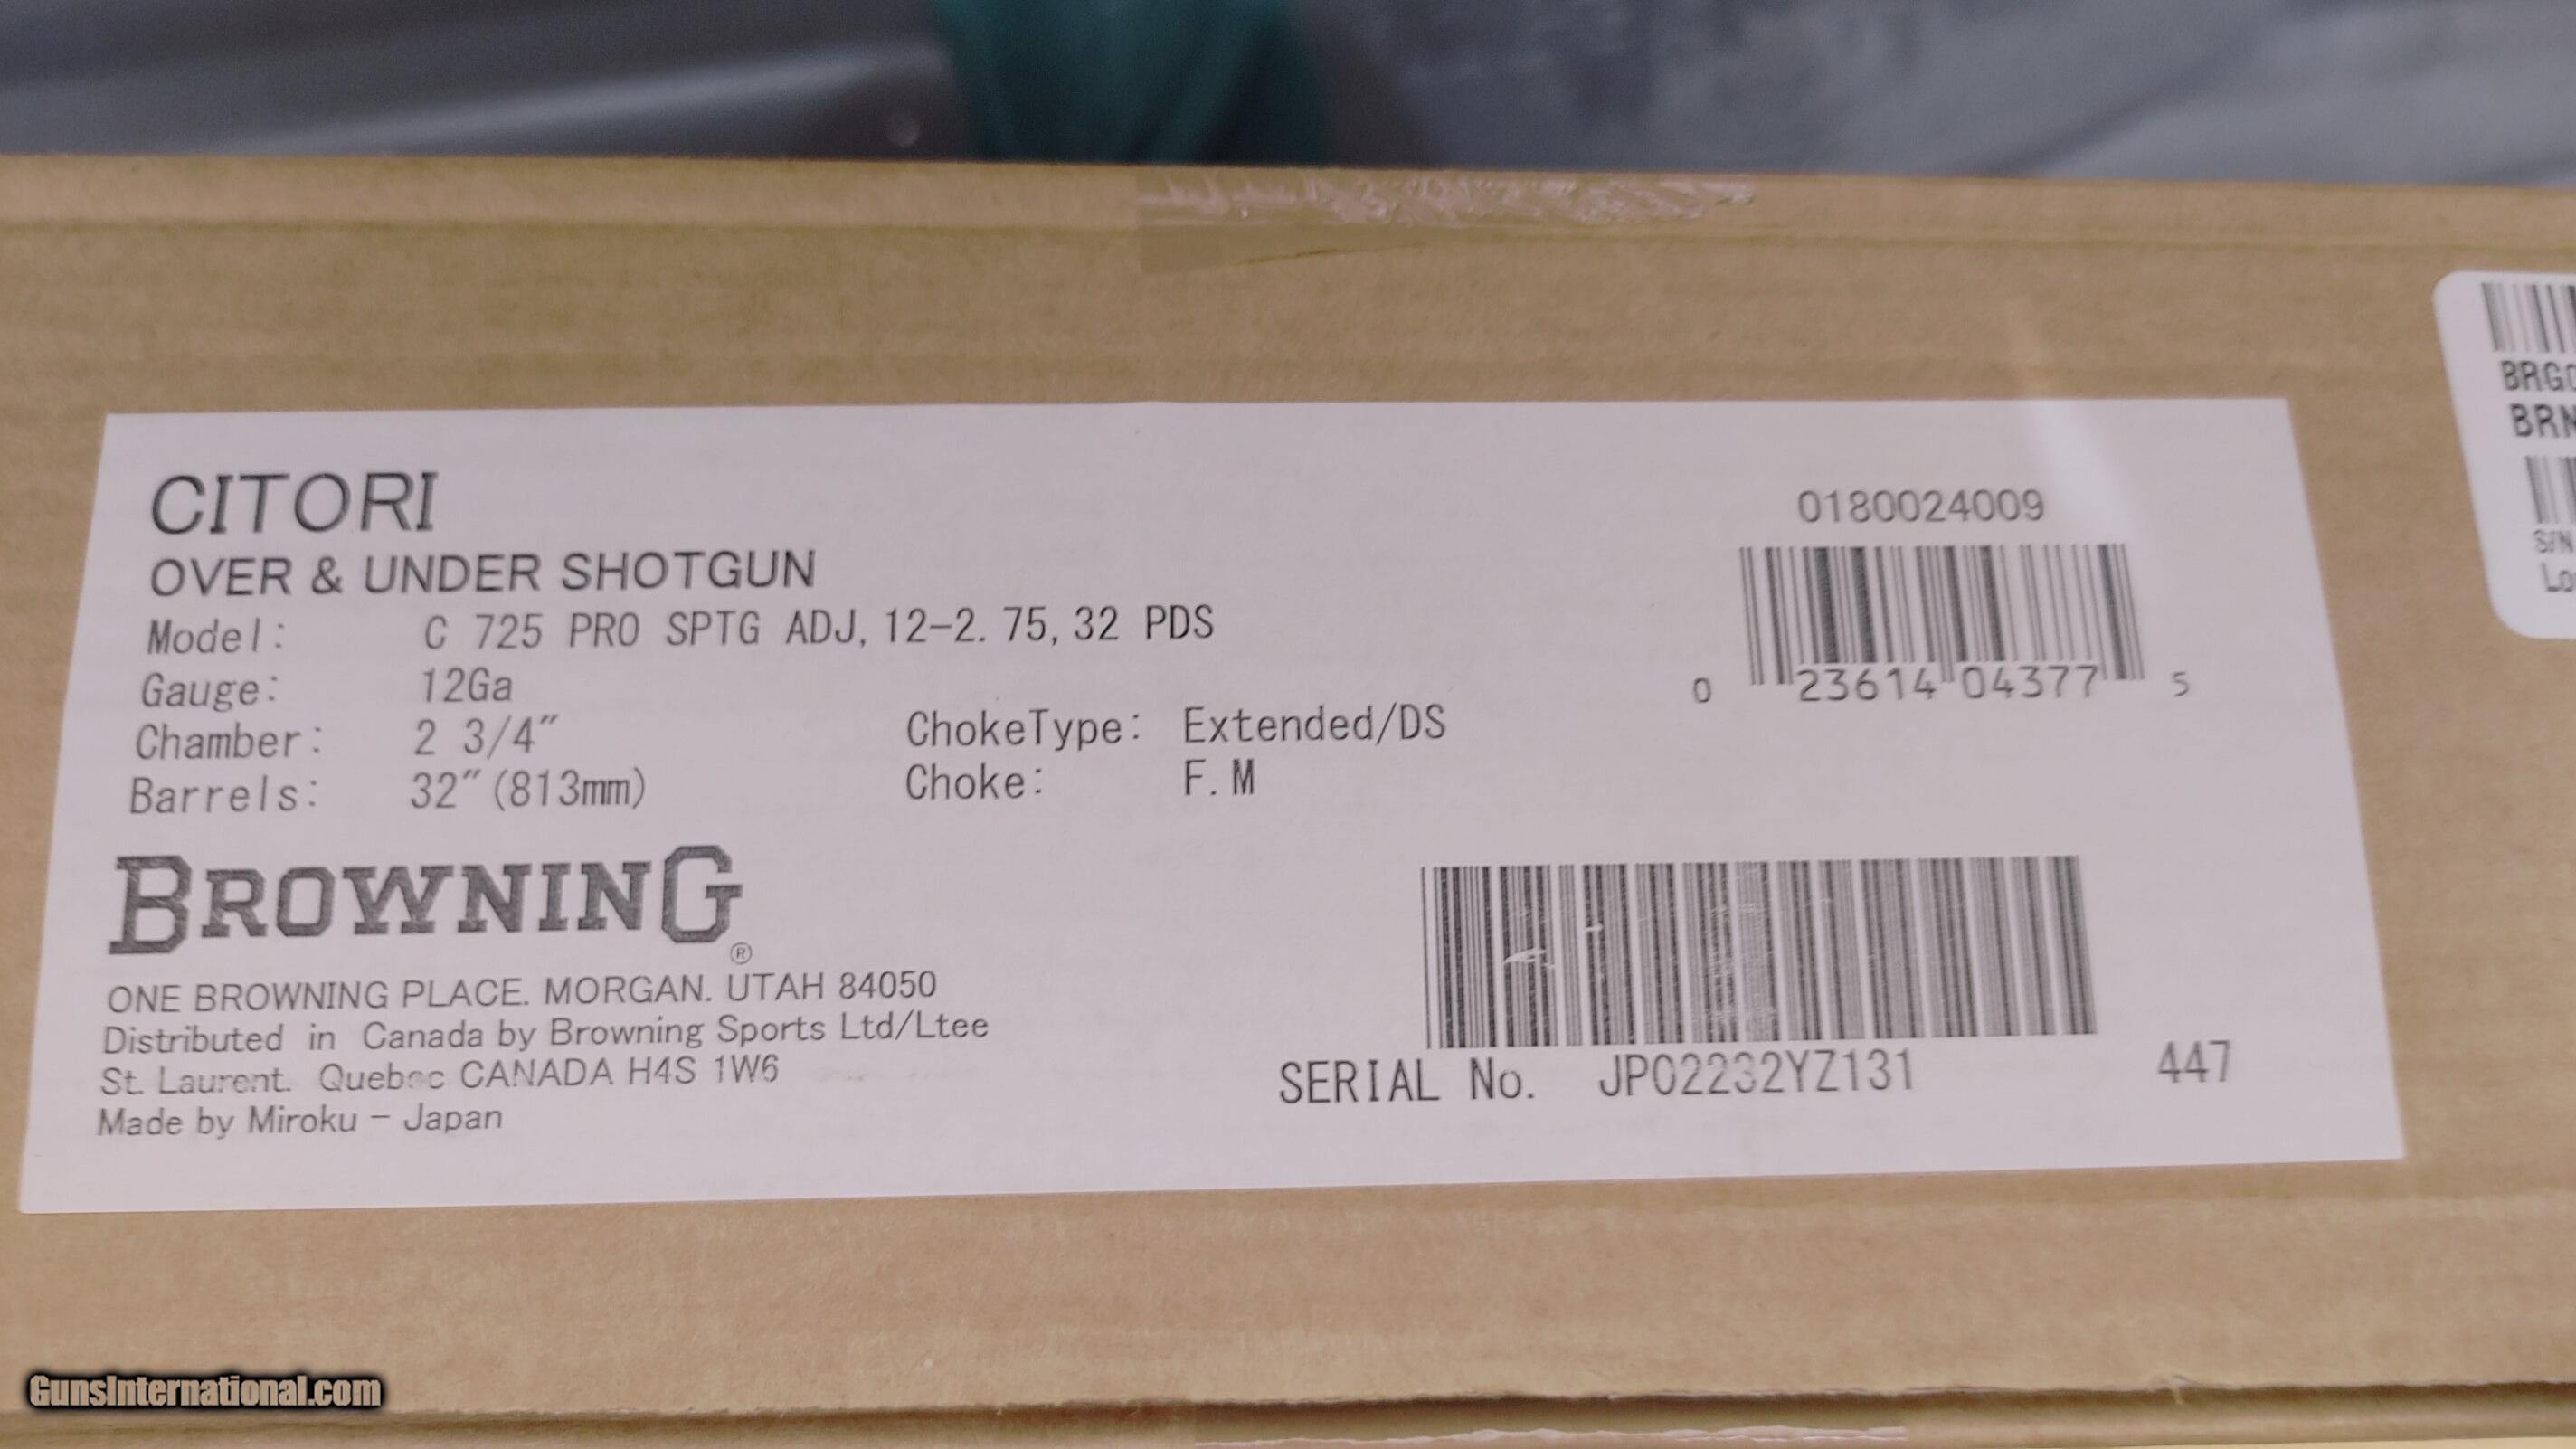 CITORI
OVER & UNDER SHOTGUN
Model: C 725 PRO SPTG ADJ, 12-2.75, 32 PDS
Gauge: 12Ga
Chamber: 2 3/4"
Barrels: 32"(813mm)
ChokeType: Extended/DS
Choke: F.M
0180024009
0 23614 04377 5
BROWNING®
ONE BROWNING PLACE. MORGAN. UTAH 84050
Distributed in Canada by Browning Sports Ltd/Ltee
St. Laurent. Quebec CANADA H4S 1W6
Made by Miroku - Japan
SERIAL No. JP02232YZ131 447
S/N
GunsInternational.com